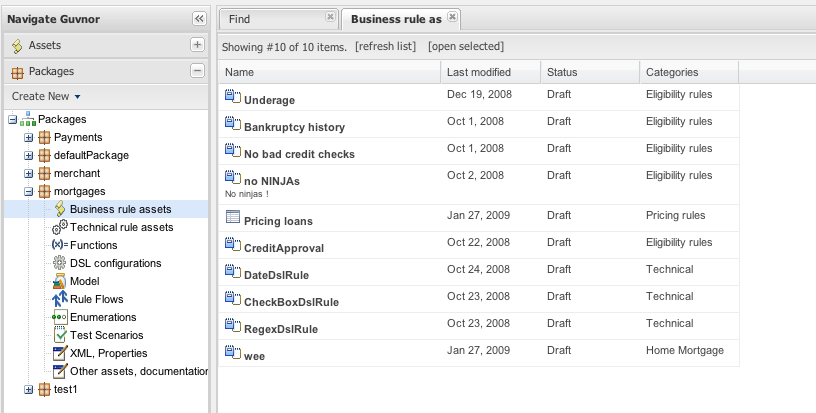 Navigate Guvnor
Assets
Packages
Create New
Packages
Payments
defaultPackage
merchant
mortgages
Business rule assets
Technical rule assets
(x)= Functions
DSL configurations
Model
Rule Flows
Enumerations
Test Scenarios
XML, Properties
Other assets, documentation
test1
Find
Business rule as
Showing #10 of 10 items. [refresh list] [open selected]
Name Last modified Status Categories
Underage Dec 19, 2008 Draft Eligibility rules
Bankruptcy history Oct 1, 2008 Draft Eligibility rules
No bad credit checks Oct 1, 2008 Draft Eligibility rules
no NINJAs Oct 2, 2008 Draft Eligibility rules
No ninjas !
Pricing loans Jan 27, 2009 Draft Pricing rules
CreditApproval Oct 22, 2008 Draft Eligibility rules
DateDslRule Oct 24, 2008 Draft Technical
CheckBoxDslRule Oct 23, 2008 Draft Technical
RegexDslRule Oct 23, 2008 Draft Technical
wee Jan 27, 2009 Draft Home Mortgage